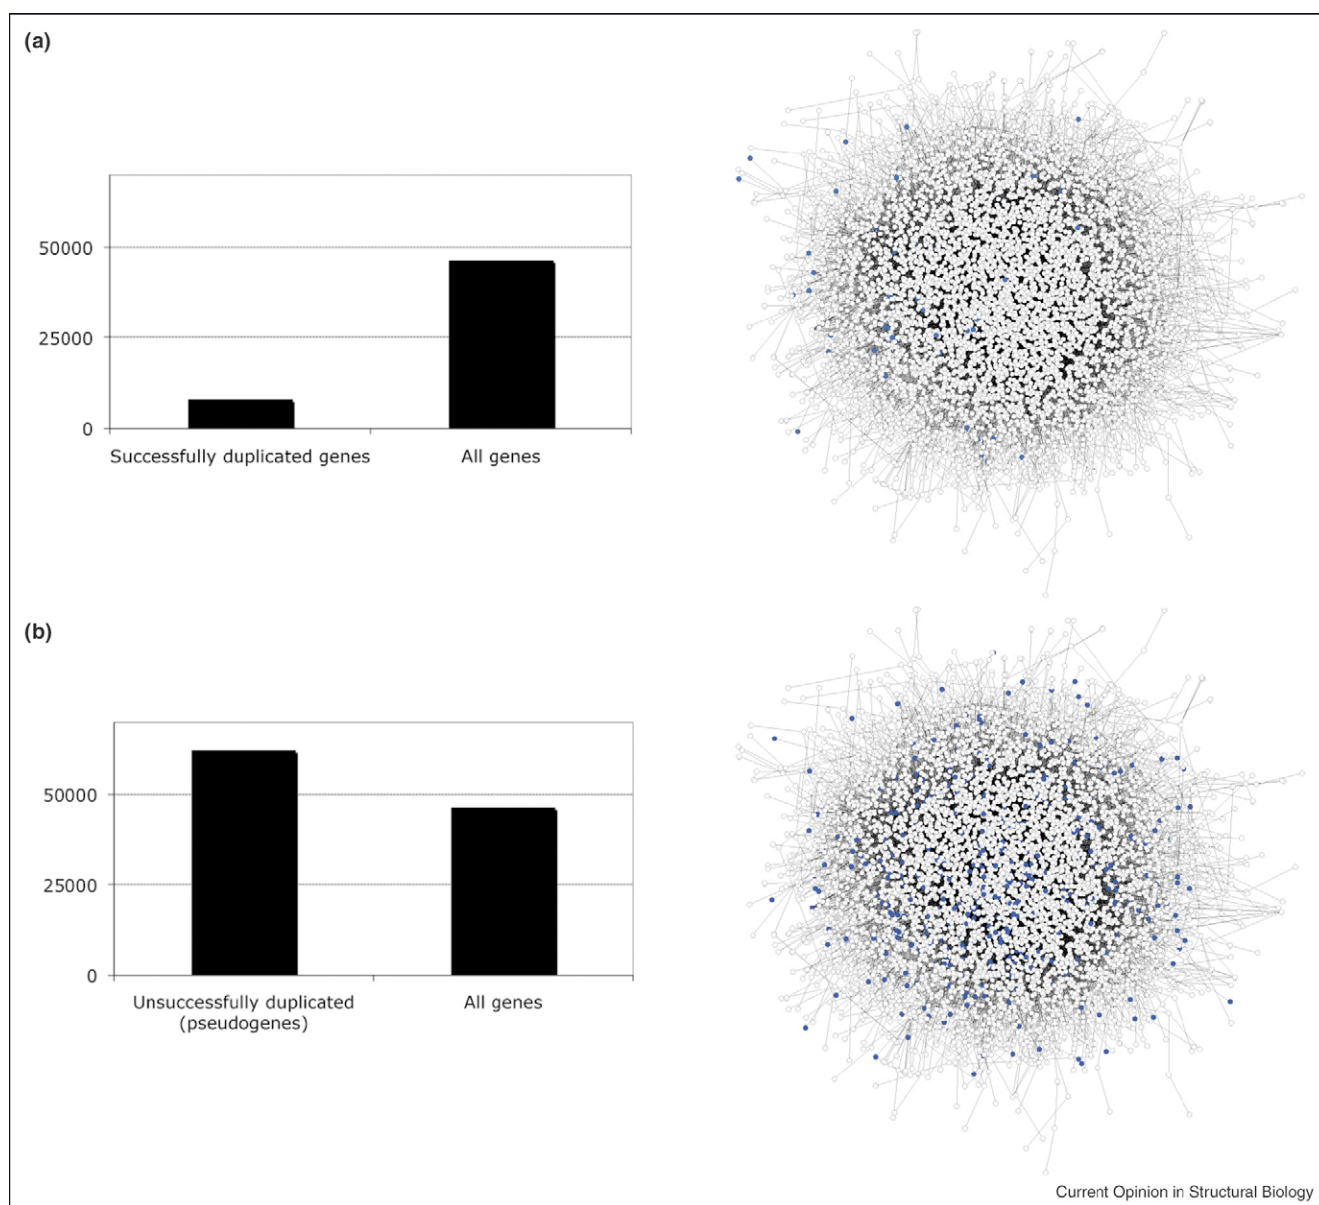 (a)
50000
25000
0
Successfully duplicated genes
All genes
(b)
50000
25000
0
Unsuccessfully duplicated
(pseudogenes)
All genes
Current Opinion in Structural Biology